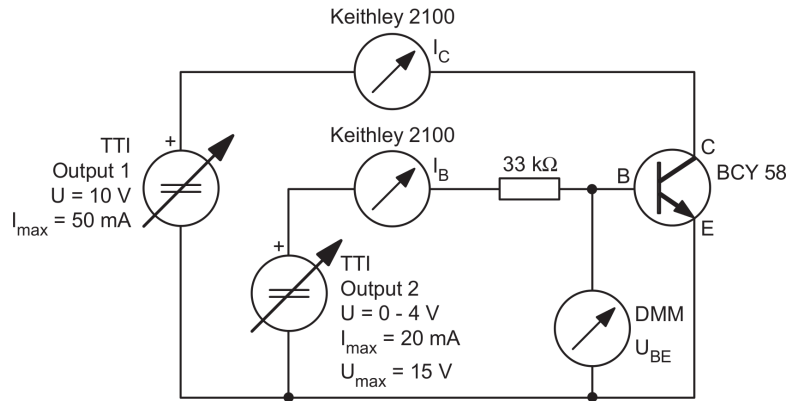 Keithley 2100
I_C
TTI
Output 1
U = 10 V
I_max = 50 mA
+
Keithley 2100
I_B
33 kΩ
B
C
BCY 58
E
+
TTI
Output 2
U = 0 - 4 V
I_max = 20 mA
U_max = 15 V
DMM
U_BE